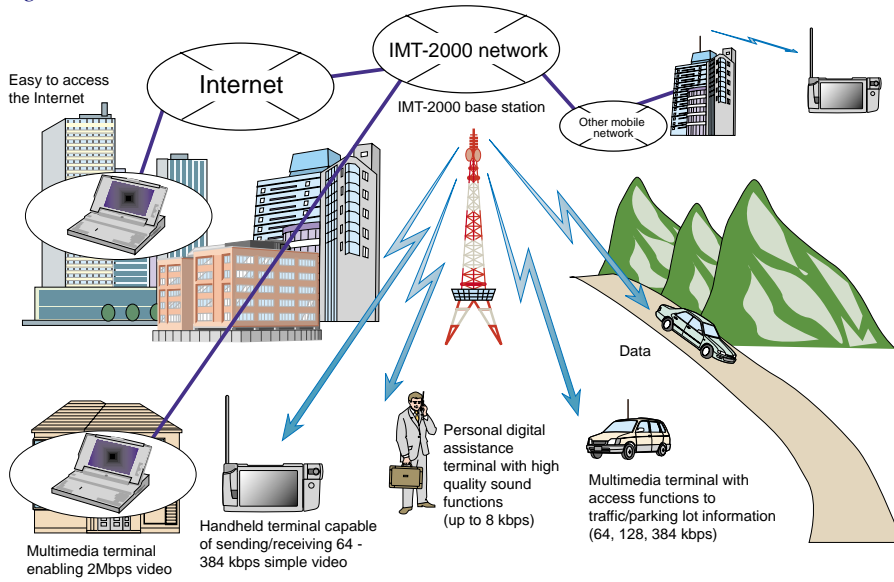 IMT-2000 network
Internet
Easy to access
the Internet
IMT-2000 base station
Other mobile
network
Data
Personal digital
assistance
terminal with high
quality sound
functions
(up to 8 kbps)
Multimedia terminal with
access functions to
traffic/parking lot information
(64, 128, 384 kbps)
Handheld terminal capable
of sending/receiving 64 -
384 kbps simple video
Multimedia terminal
enabling 2Mbps video